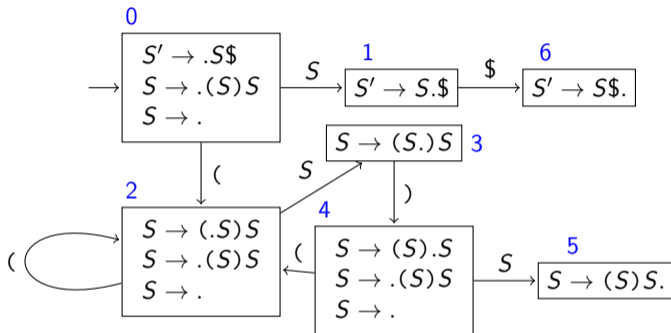 0
S′ → .S$
S → .(S)S
S → .
S
1
S′ → S.$
$
6
S′ → S$.
(
S
S → (S.)S
3
)
2
S → (.S)S
S → .(S)S
S → .
(
(
4
S → (S).S
S → .(S)S
S → .
S
5
S → (S)S.